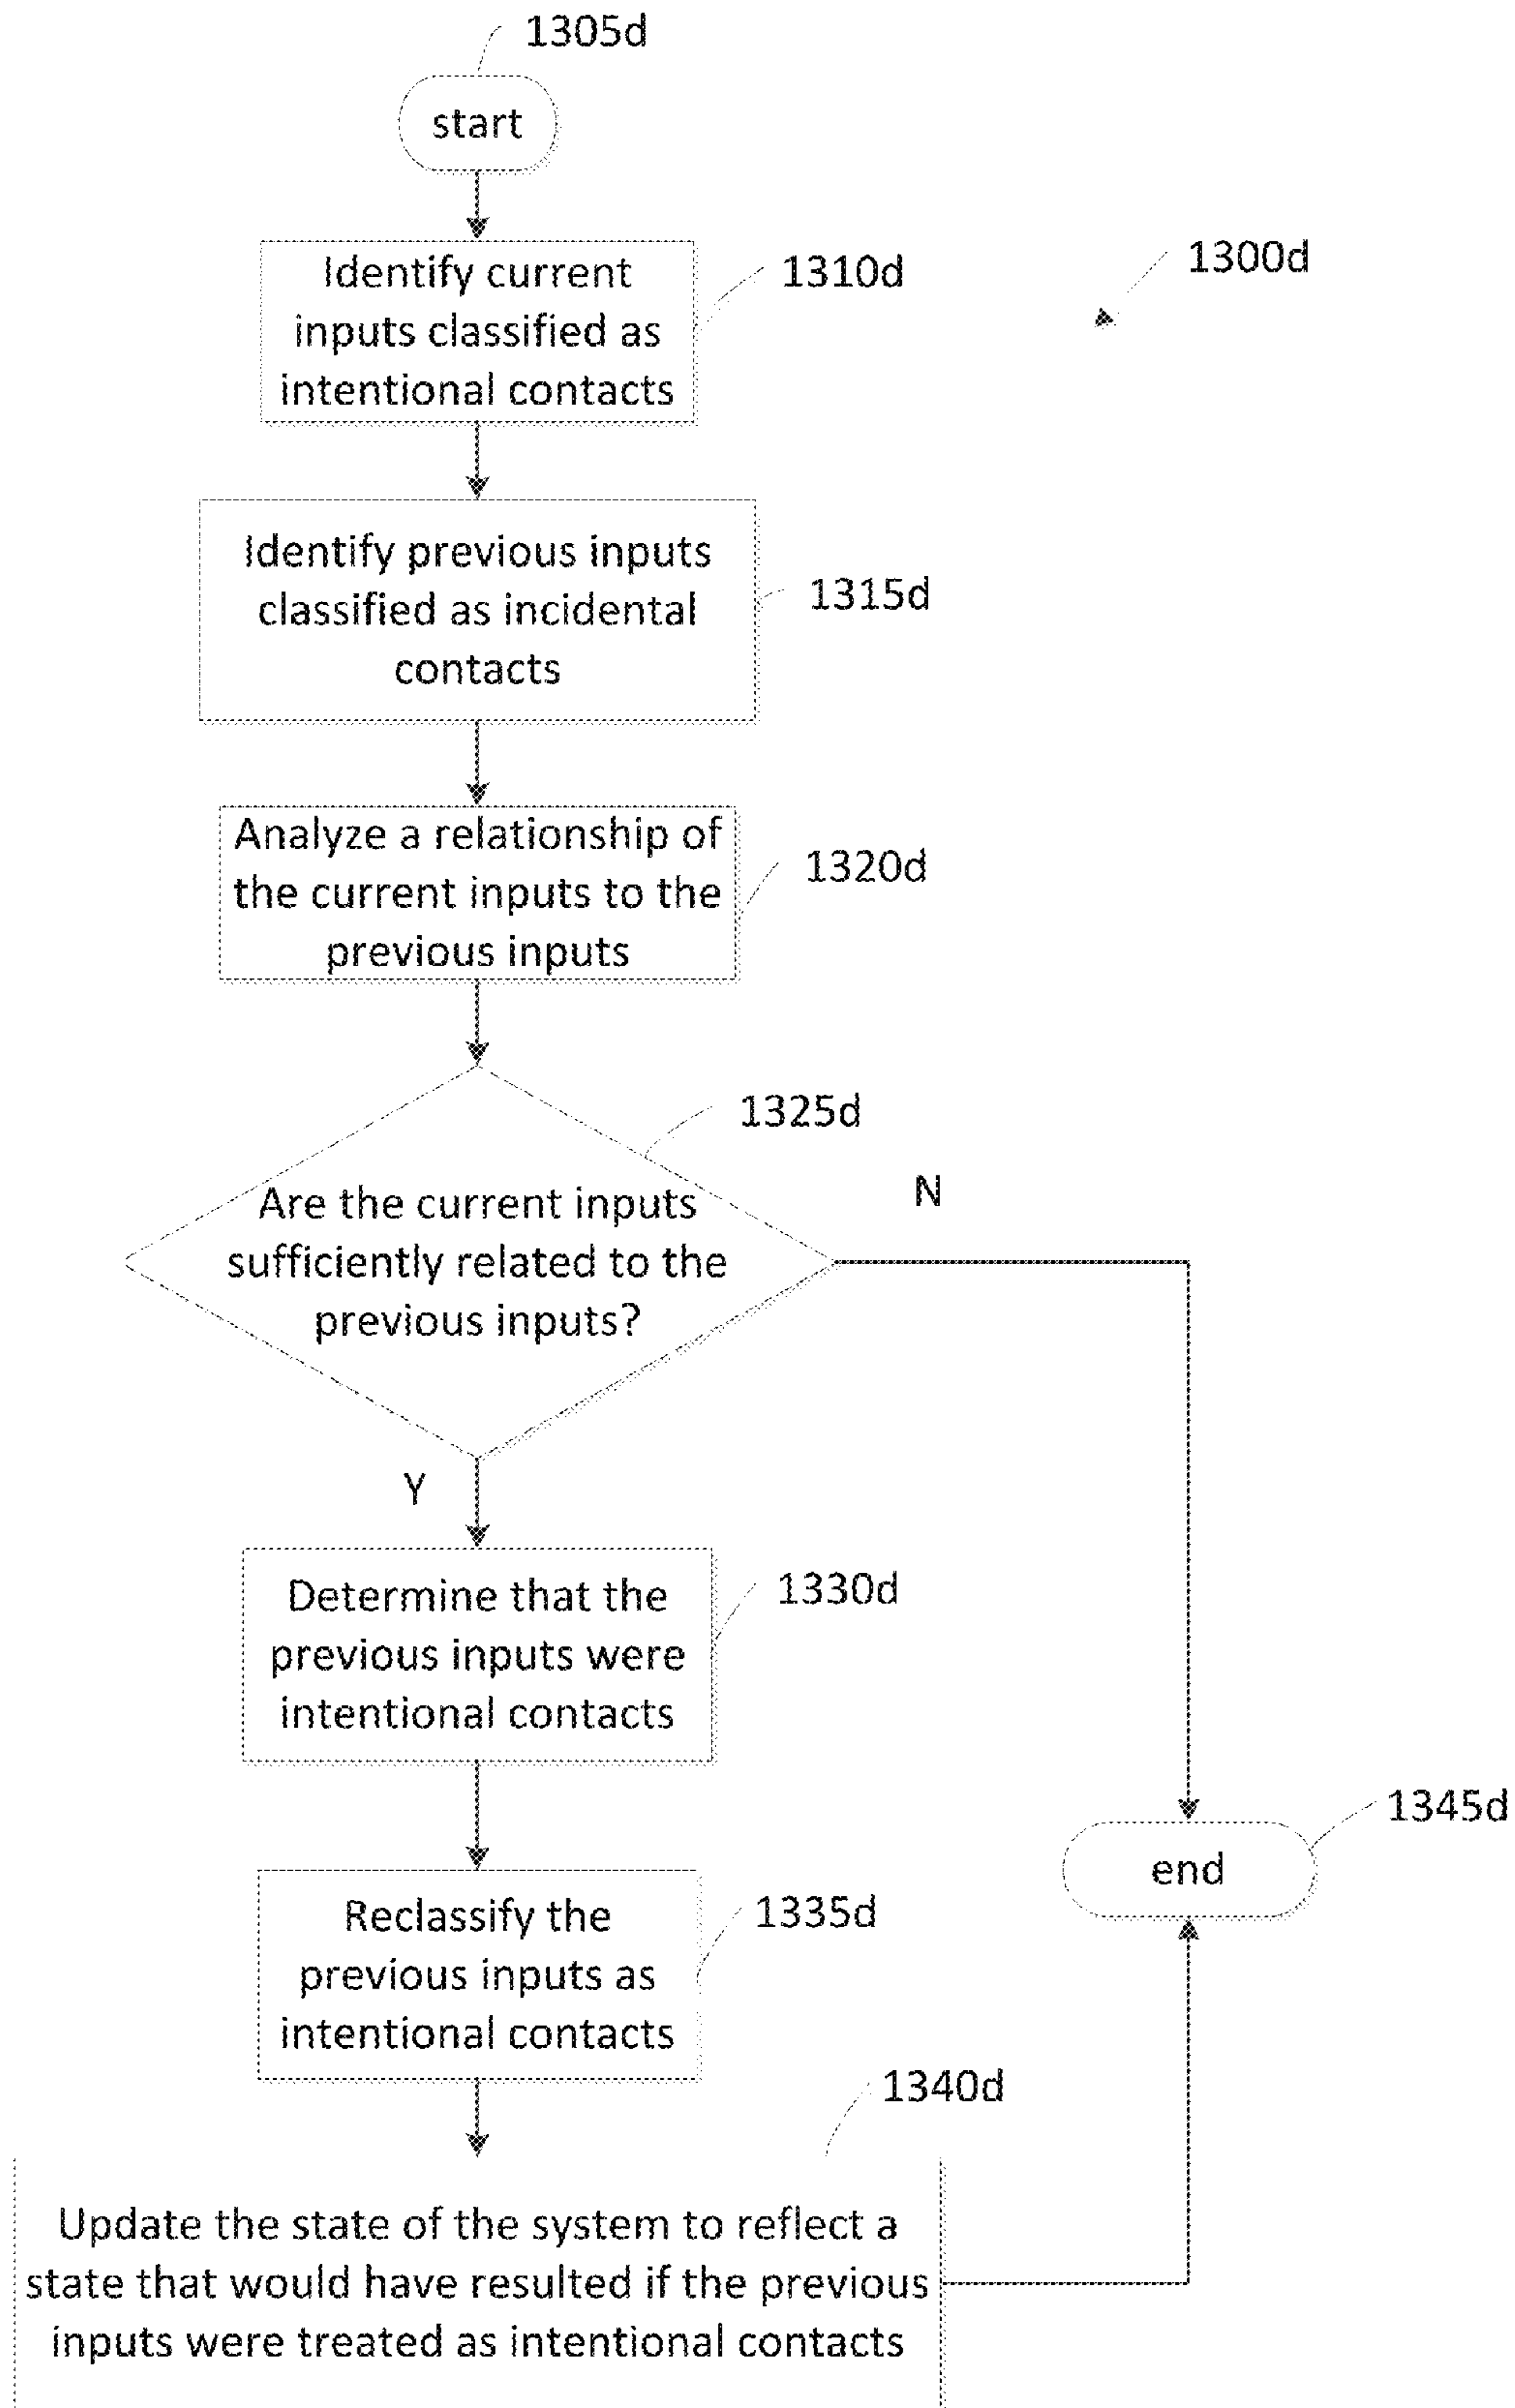 1305d
start
1300d
Identify current
inputs classified as
intentional contacts
1310d
Identify previous inputs
classified as incidental
contacts
1315d
Analyze a relationship of
the current inputs to the
previous inputs
1320d
1325d
Are the current inputs
sufficiently related to the
previous inputs?
N
Y
Determine that the
previous inputs were
intentional contacts
1330d
1345d
end
Reclassify the
previous inputs as
intentional contacts
1335d
1340d
Update the state of the system to reflect a
state that would have resulted if the previous
inputs were treated as intentional contacts